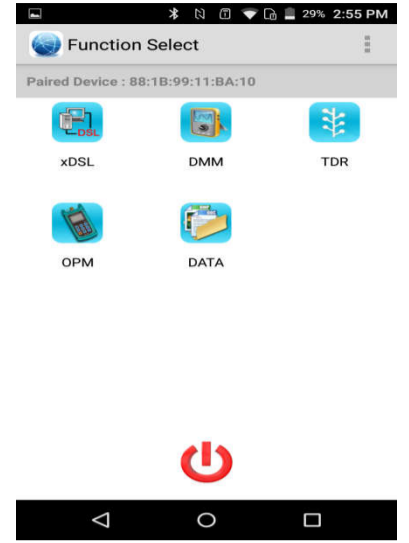 29% 2:55 PM
Function Select
Paired Device : 88:1B:99:11:BA:10
DSL
xDSL DMM TDR
OPM DATA